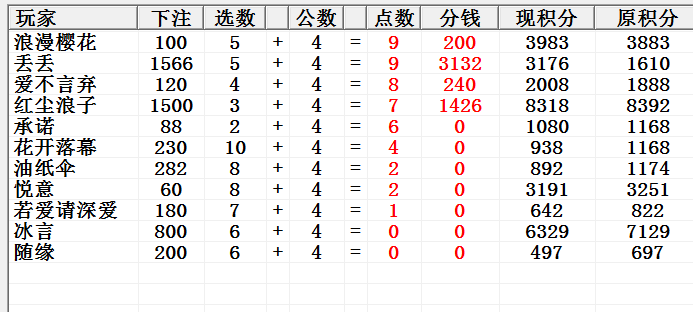 玩家 下注 选数 公数 点数 分钱 现积分 原积分
浪漫樱花 100 5 + 4 = 9 200 3983 3883
丢丢 1566 5 + 4 = 9 3132 3176 1610
爱不言弃 120 4 + 4 = 8 240 2008 1888
红尘浪子 1500 3 + 4 = 7 1426 8318 8392
承诺 88 2 + 4 = 6 0 1080 1168
花开落幕 230 10 + 4 = 4 0 938 1168
油纸伞 282 8 + 4 = 2 0 892 1174
悦意 60 8 + 4 = 2 0 3191 3251
若爱请深爱 180 7 + 4 = 1 0 642 822
冰言 800 6 + 4 = 0 0 6329 7129
随缘 200 6 + 4 = 0 0 497 697